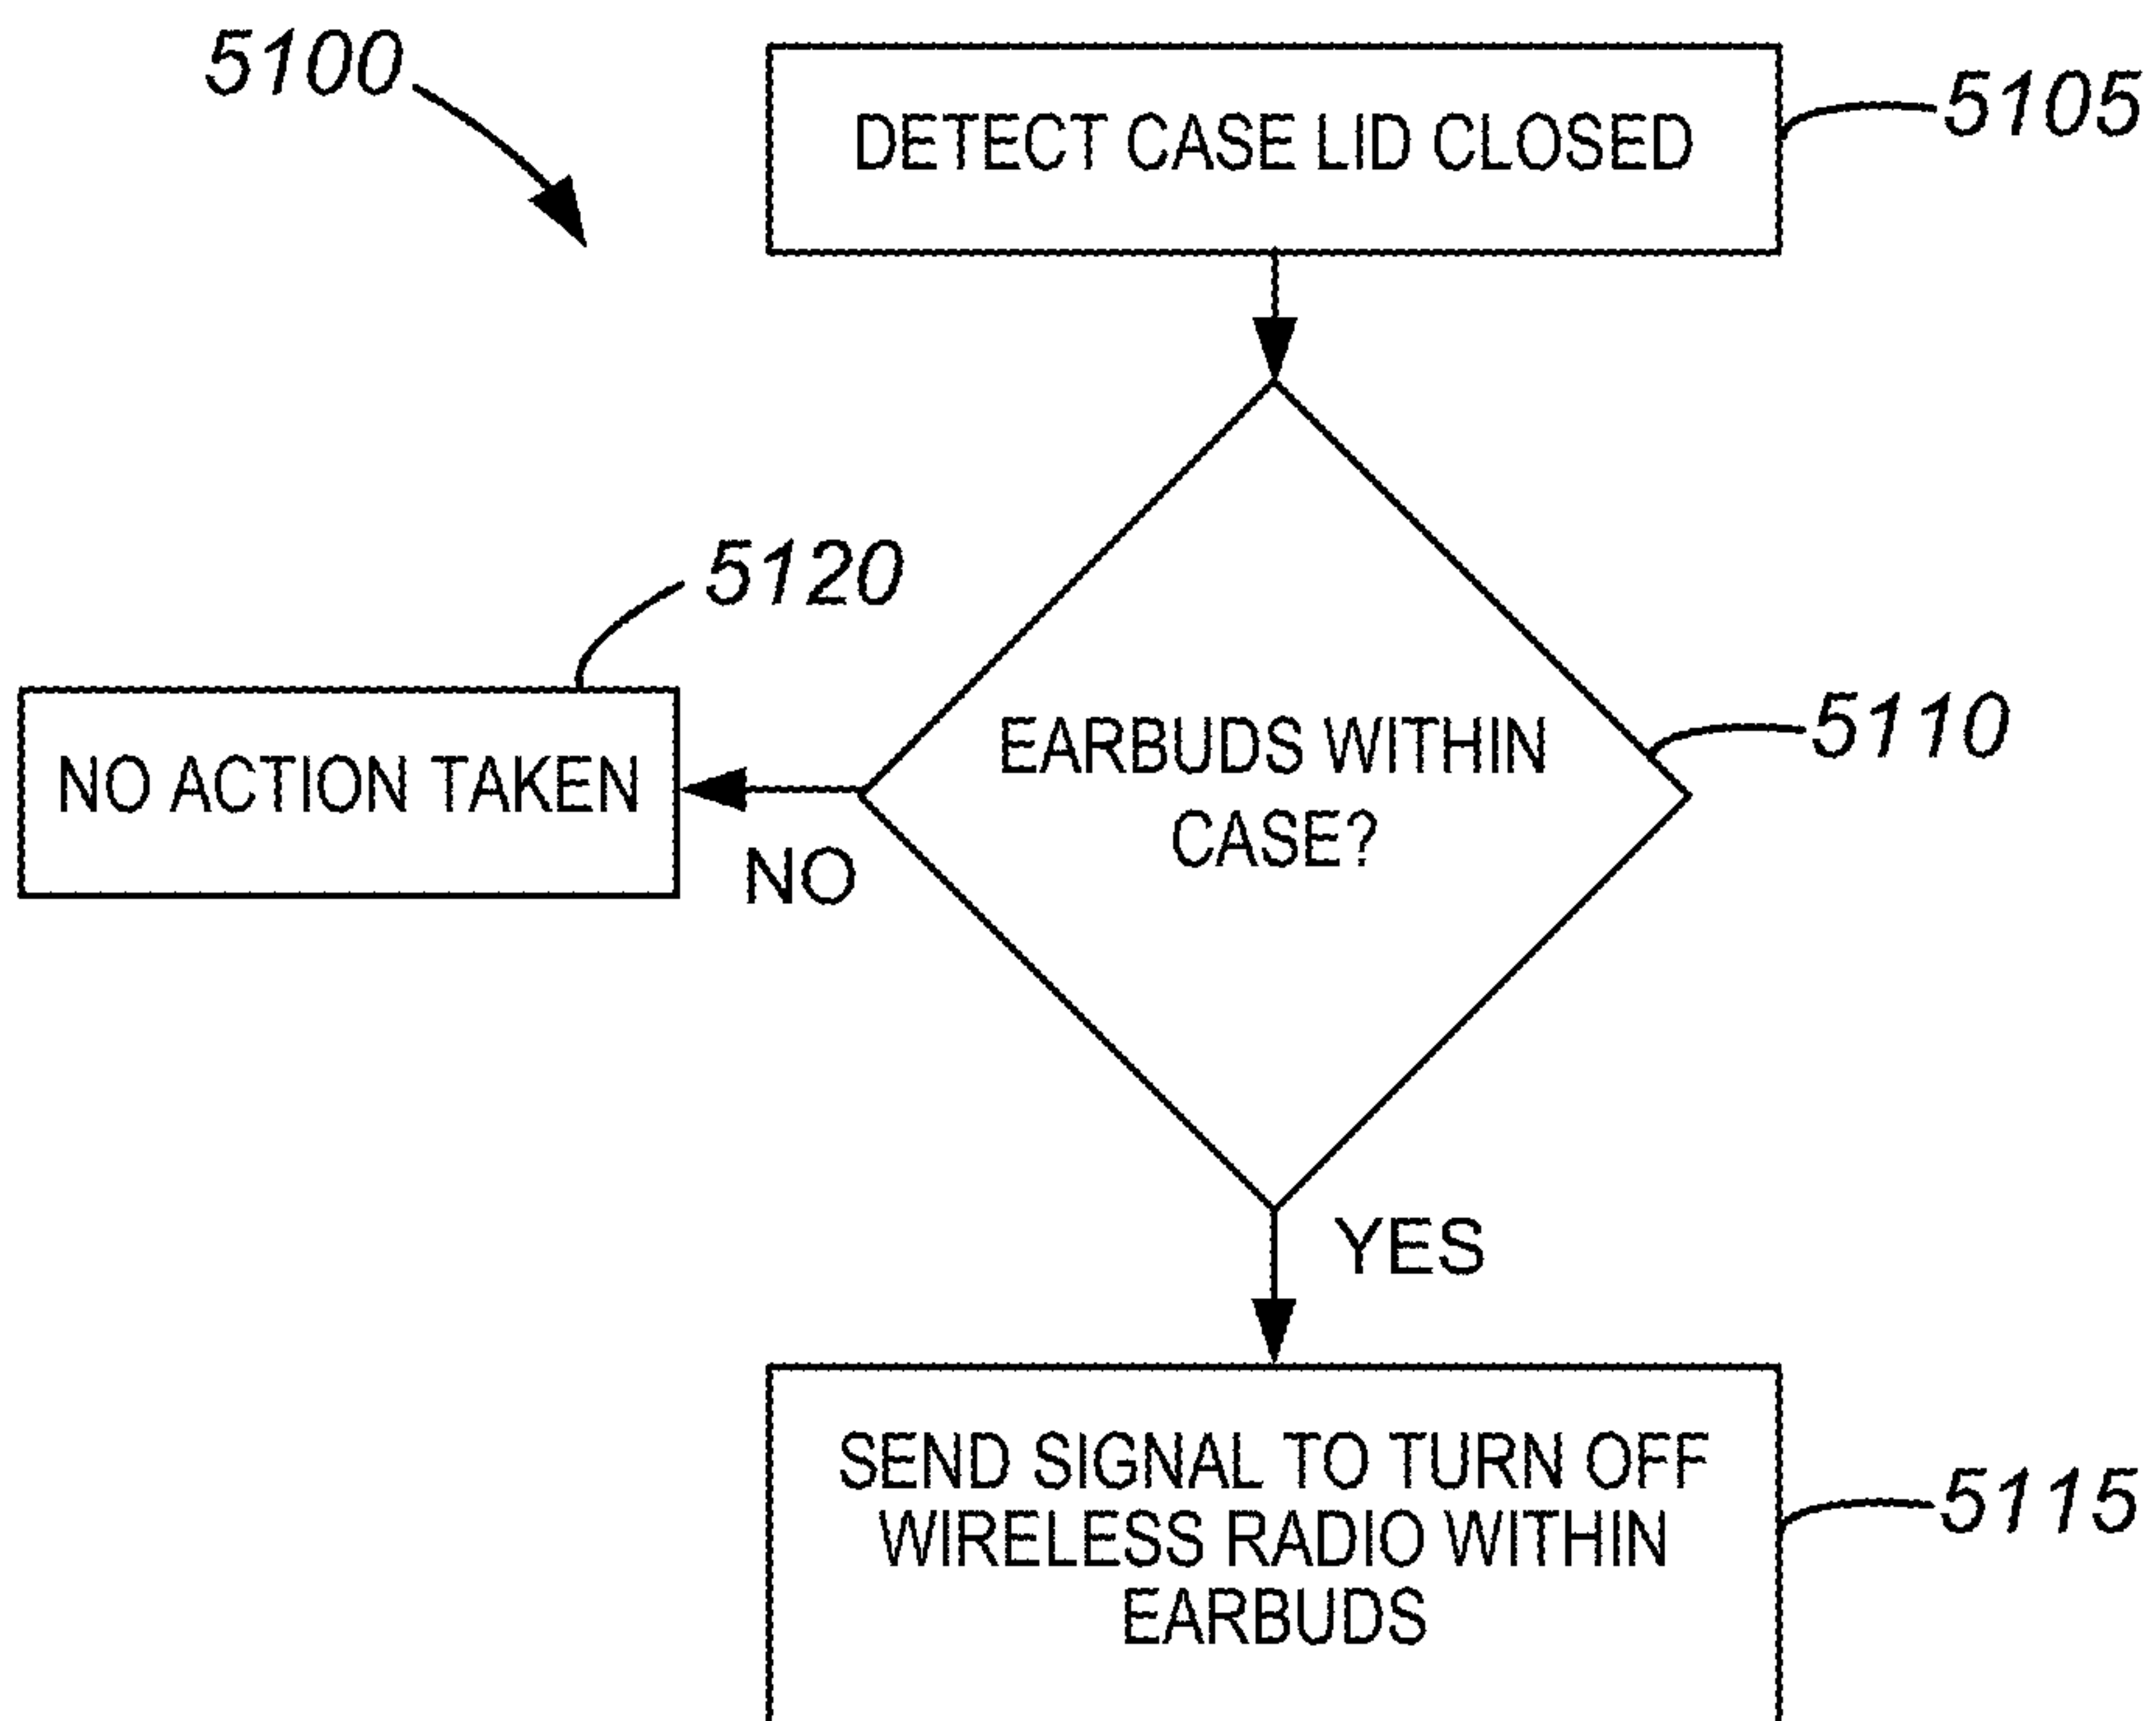 5100
DETECT CASE LID CLOSED
5105
5120
NO ACTION TAKEN
NO
EARBUDS WITHIN
CASE?
5110
YES
SEND SIGNAL TO TURN OFF
WIRELESS RADIO WITHIN
EARBUDS
5115